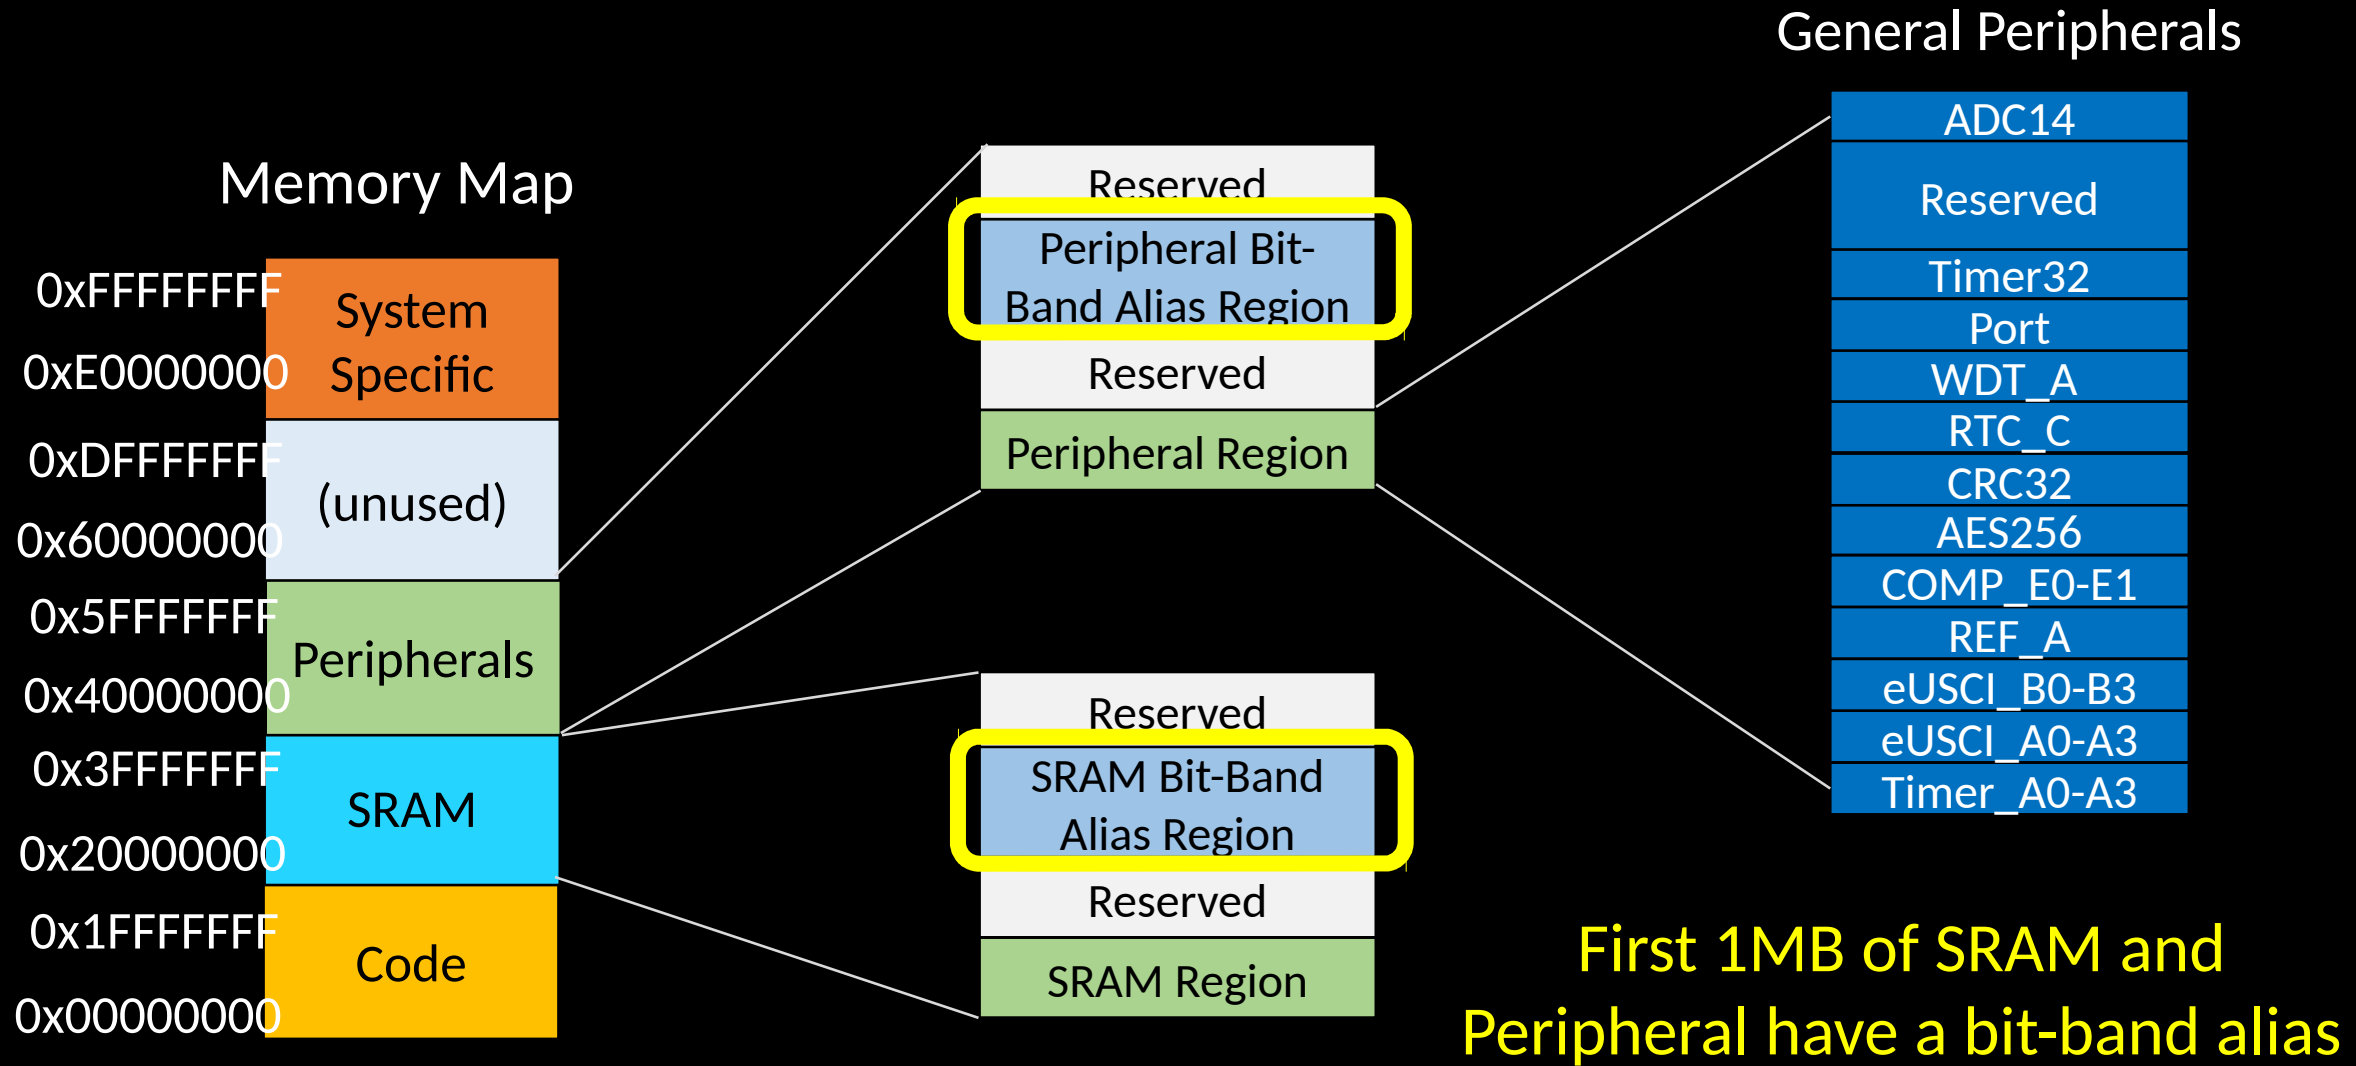 General Peripherals
Memory Map
0xFFFFFFFF
0xE0000000
0xDFFFFFFF
0x60000000
0x5FFFFFFF
0x40000000
0x3FFFFFFF
0x20000000
0x1FFFFFFF
0x00000000
System
Specific
(unused)
Peripherals
SRAM
Code
Reserved
Peripheral Bit-
Band Alias Region
Reserved
Peripheral Region
Reserved
SRAM Bit-Band
Alias Region
Reserved
SRAM Region
ADC14
Reserved
Timer32
Port
WDT_A
RTC_C
CRC32
AES256
COMP_E0-E1
REF_A
eUSCI_B0-B3
eUSCI_A0-A3
Timer_A0-A3
First 1MB of SRAM and
Peripheral have a bit-band alias